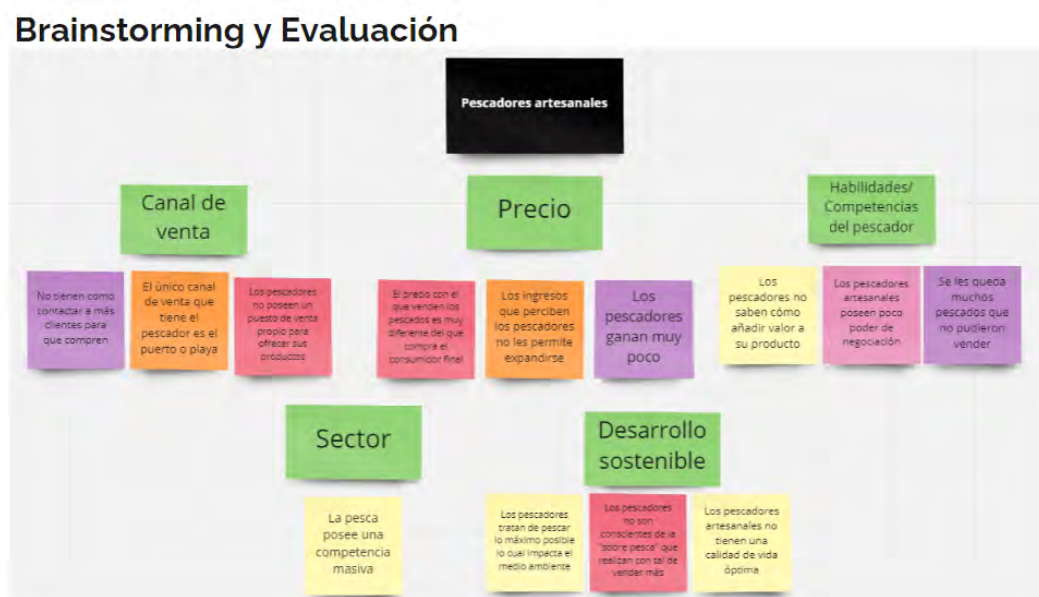 Brainstorming y Evaluación
Pescadores artesanales
Canal de
venta
Precio
Habilidades/
Competencias
del pescador
No tienen como
contactar a más
clientes para
que compren
El único canal
de venta que
tiene el
pescador es el
puerto o playa
Los pescadores
no poseen un
puesto de venta
propio para
ofrecer sus
productos
El precio con el
que venden los
pescados es muy
diferente del que
compra el
consumidor final
Los ingresos
que perciben
los pescadores
no les permite
expandirse
Los
pescadores
ganan muy
poco
Los
pescadores no
saben cómo
añadir valor a
su producto
Los pescadores
artesanales
poseen poco
poder de
negociación
Se les queda
muchos
pescados que
no pudieron
vender
Sector
Desarrollo
sostenible
La pesca
posee una
competencia
masiva
Los pescadores
tratan de pescar
lo máximo posible
lo cual impacta el
medio ambiente
Los pescadores
no son
conscientes de la
"sobre pesca" que
realizan con tal de
vender más
Los pescadores
artesanales no
tienen una
calidad de vida
óptima